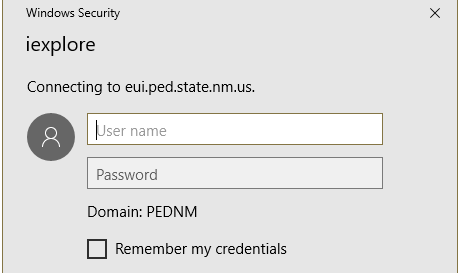 Windows Security
iexplore
Connecting to eui.ped.state.nm.us.
User name
Password
Domain: PEDNM
Remember my credentials